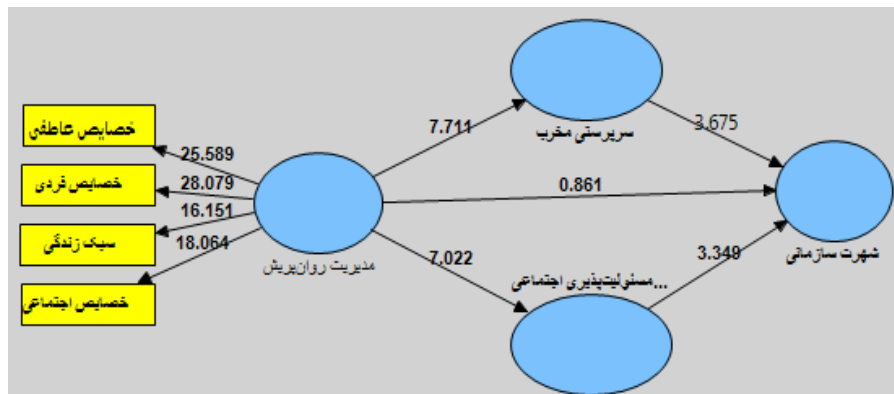 خصایص عاطفی
خصایص فردی
سبک زندگی
خصایص اجتماعی
25.589
28.079
16.151
18.064
مدیریت روان‌پریش
7.711
سرپرستی مخرب
3.675
0.861
7.022
مسئولیت‌پذیری اجتماعی...
3.349
شهرت سازمانی